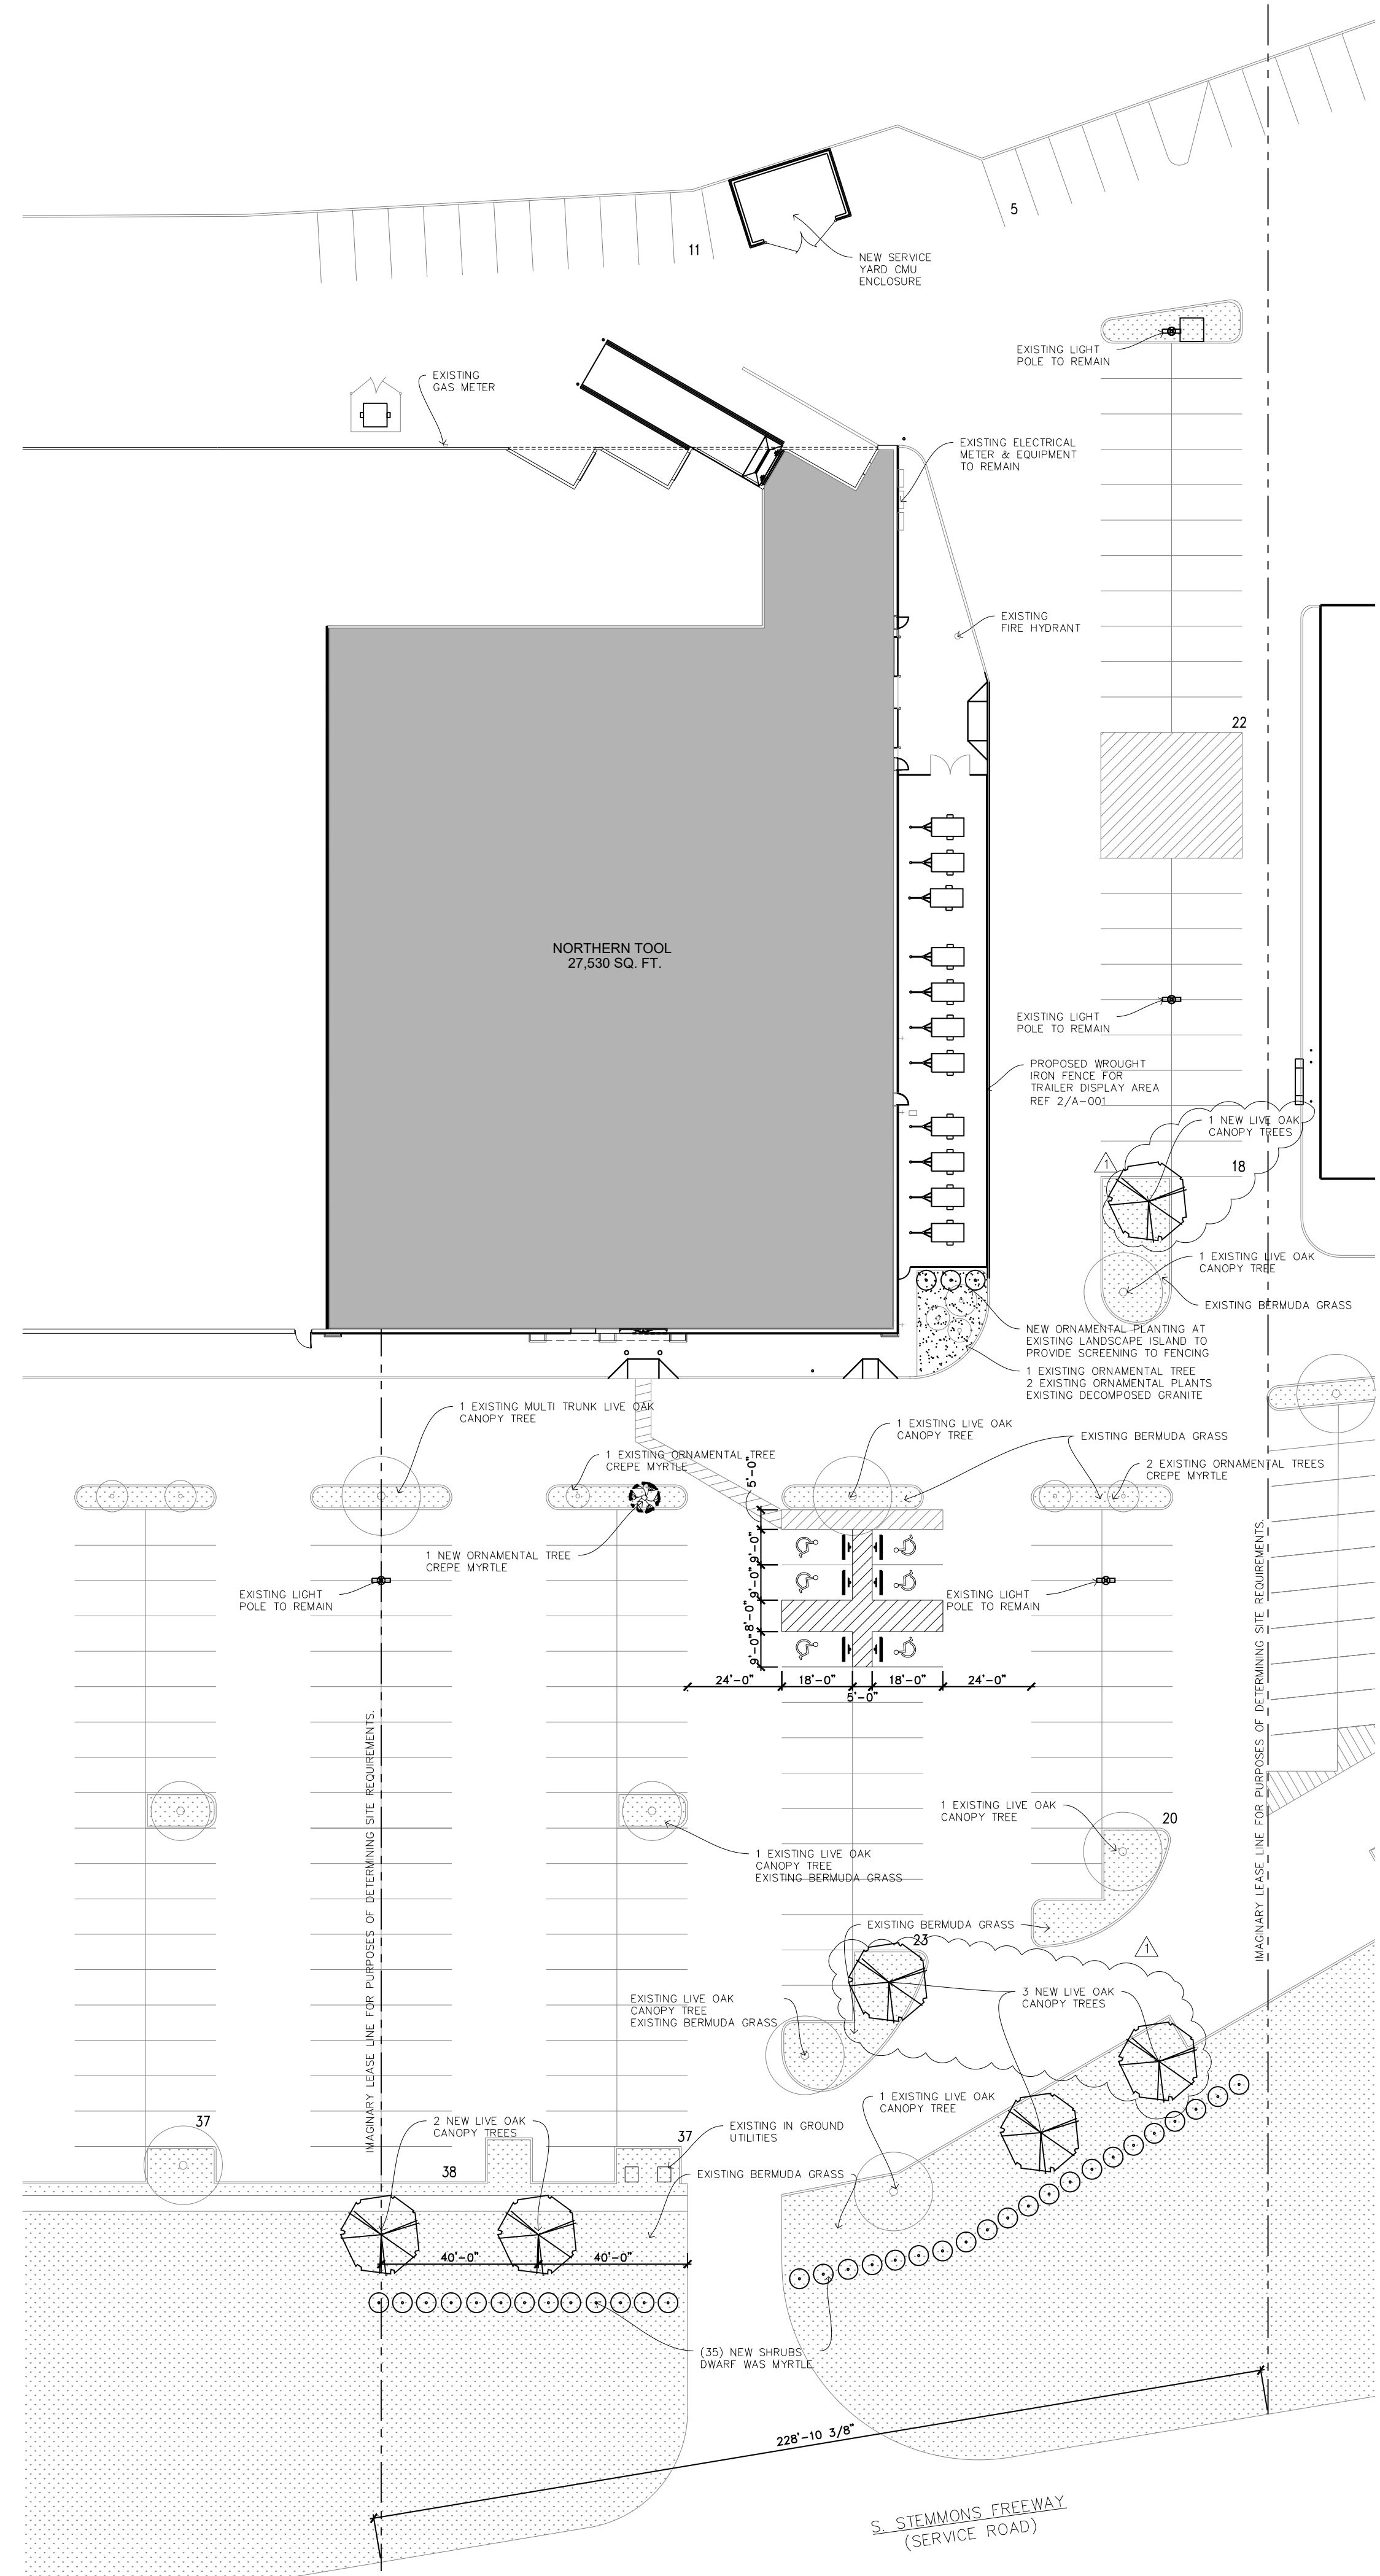 5
11
NEW SERVICE
YARD CMU
ENCLOSURE
EXISTING LIGHT
POLE TO REMAIN
EXISTING
GAS METER
EXISTING ELECTRICAL
METER & EQUIPMENT
TO REMAIN
EXISTING
FIRE HYDRANT
22
NORTHERN TOOL
27,530 SQ. FT.
EXISTING LIGHT
POLE TO REMAIN
PROPOSED WROUGHT
IRON FENCE FOR
TRAILER DISPLAY AREA
REF 2/A-001
1 NEW LIVE OAK
CANOPY TREES
1
18
1 EXISTING LIVE OAK
CANOPY TREE
EXISTING BERMUDA GRASS
NEW ORNAMENTAL PLANTING AT
EXISTING LANDSCAPE ISLAND TO
PROVIDE SCREENING TO FENCING
1 EXISTING ORNAMENTAL TREE
2 EXISTING ORNAMENTAL PLANTS
EXISTING DECOMPOSED GRANITE
1 EXISTING MULTI TRUNK LIVE OAK
CANOPY TREE
1 EXISTING LIVE OAK
CANOPY TREE
EXISTING BERMUDA GRASS
1 EXISTING ORNAMENTAL TREE
CREPE MYRTLE
2 EXISTING ORNAMENTAL TREES
CREPE MYRTLE
5'-0"
1 NEW ORNAMENTAL TREE
CREPE MYRTLE
9'-0"
EXISTING LIGHT
POLE TO REMAIN
9'-0"
EXISTING LIGHT
POLE TO REMAIN
8'-0"
9'-0"
24'-0"
18'-0"
5'-0"
18'-0"
24'-0"
IMAGINARY LEASE LINE FOR PURPOSES OF DETERMINING SITE REQUIREMENTS.
IMAGINARY LEASE LINE FOR PURPOSES OF DETERMINING SITE REQUIREMENTS.
1 EXISTING LIVE OAK
CANOPY TREE
20
1 EXISTING LIVE OAK
CANOPY TREE
EXISTING BERMUDA GRASS
EXISTING BERMUDA GRASS
23
1
EXISTING LIVE OAK
CANOPY TREE
EXISTING BERMUDA GRASS
3 NEW LIVE OAK
CANOPY TREES
1 EXISTING LIVE OAK
CANOPY TREE
37
2 NEW LIVE OAK
CANOPY TREES
EXISTING IN GROUND
UTILITIES
37
38
EXISTING BERMUDA GRASS
40'-0"
40'-0"
(35) NEW SHRUBS
DWARF WAS MYRTLE
228'-10 3/8"
S. STEMMONS FREEWAY
(SERVICE ROAD)